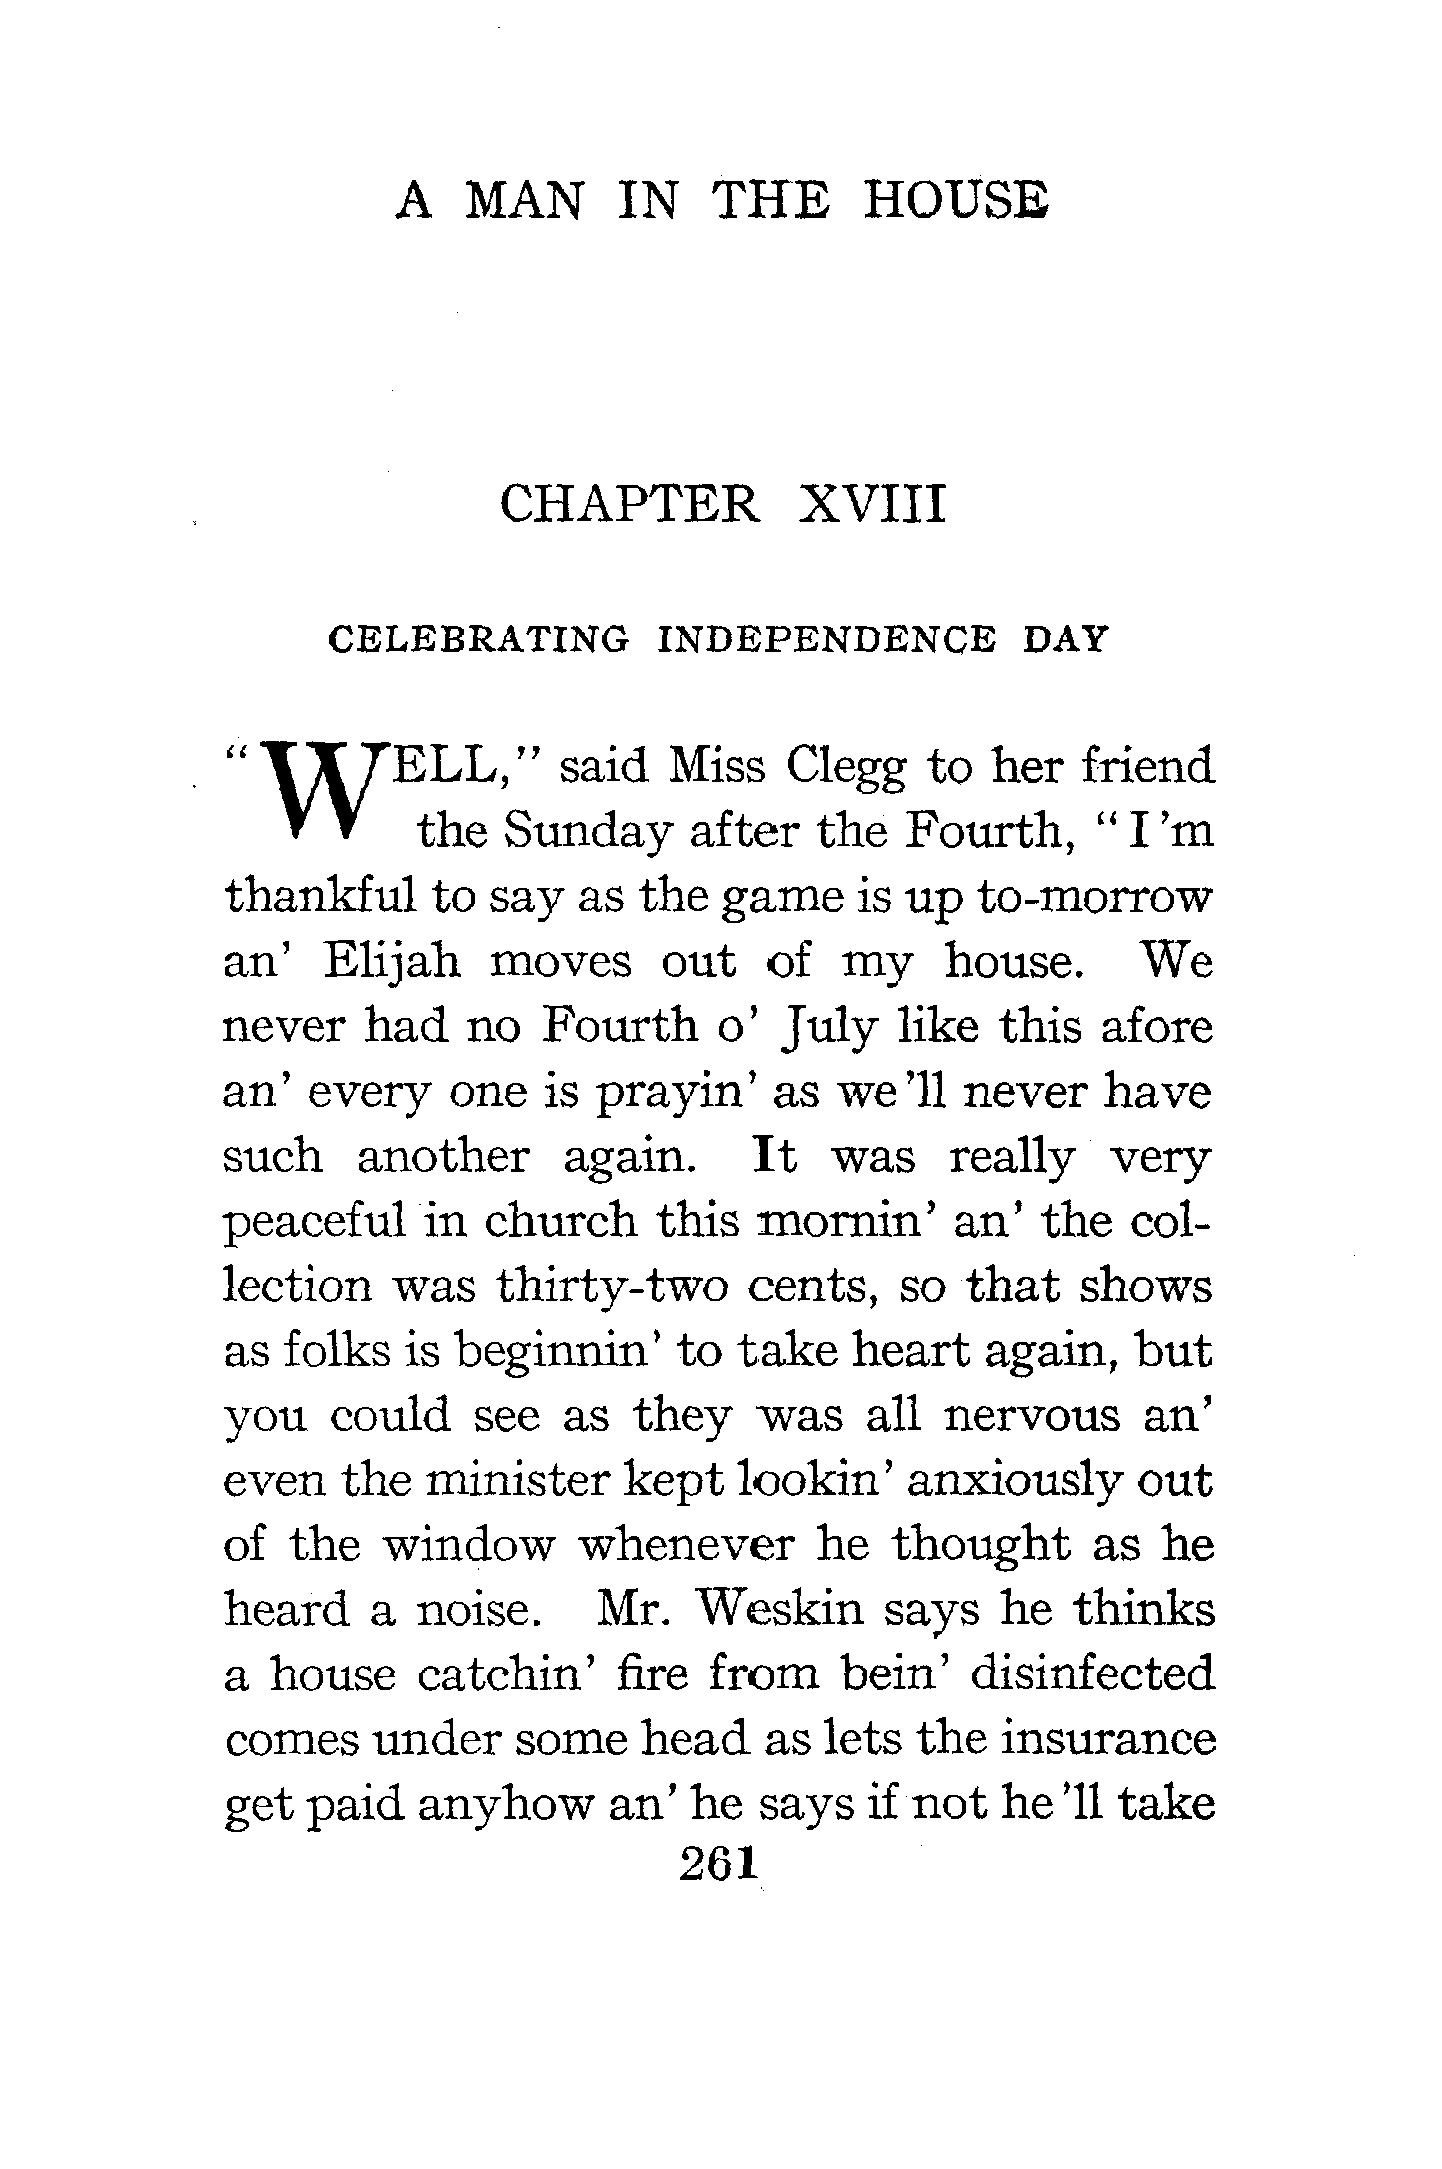 A MAN IN THE HOUSE
CHAPTER XVIII
CELEBRATING INDEPENDENCE DAY
“WELL,” said Miss Clegg to her friend
the Sunday after the Fourth, “I 'm
thankful to say as the game is up to-morrow
an' Elijah moves out of my house. We
never had no Fourth o' July like this afore
an' every one is prayin' as we 'll never have
such another again. It was really very
peaceful in church this mornin' an' the col-
lection was thirty-two cents, so that shows
as folks is beginnin' to take heart again, but
you could see as they was all nervous an'
even the minister kept lookin' anxiously out
of the window whenever he thought as he
heard a noise. Mr. Weskin says he thinks
a house catchin' fire from bein' disinfected
comes under some head as lets the insurance
get paid anyhow an' he says if not he 'll take
261